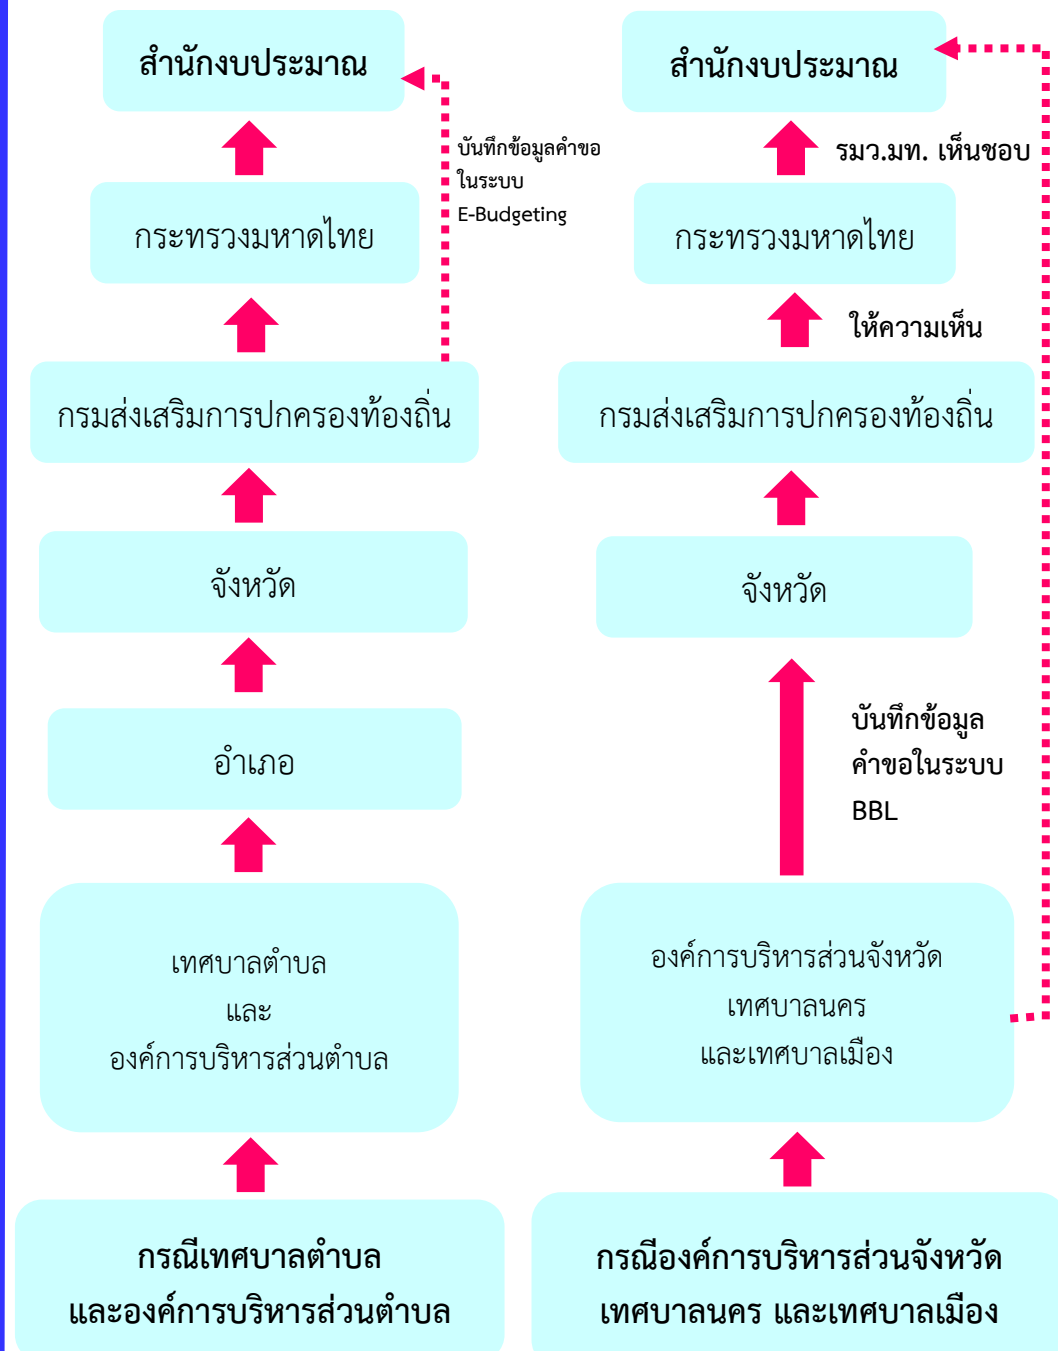 สำนักงบประมาณ
บันทึกข้อมูลคำขอ
ในระบบ
E-Budgeting
กระทรวงมหาดไทย
กรมส่งเสริมการปกครองท้องถิ่น
จังหวัด
อำเภอ
เทศบาลตำบล
และ
องค์การบริหารส่วนตำบล
กรณีเทศบาลตำบล
และองค์การบริหารส่วนตำบล
สำนักงบประมาณ
รมว.มท. เห็นชอบ
กระทรวงมหาดไทย
ให้ความเห็น
กรมส่งเสริมการปกครองท้องถิ่น
จังหวัด
บันทึกข้อมูล
คำขอในระบบ
BBL
องค์การบริหารส่วนจังหวัด
เทศบาลนคร
และเทศบาลเมือง
กรณีองค์การบริหารส่วนจังหวัด
เทศบาลนคร และเทศบาลเมือง